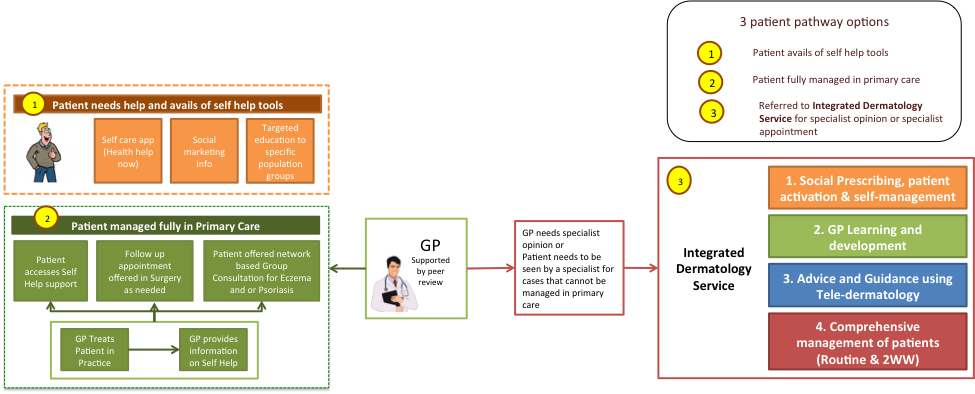 3 patient pathway options
1
Patient avails of self help tools
2
Patient fully managed in primary care
3
Referred to Integrated Dermatology
Service for specialist opinion or specialist
appointment
1
Patient needs help and avails of self help tools
Self care app
(Health help
now)
Social
marketing
info
Targeted
education to
specific
population
groups
2
Patient managed fully in Primary Care
Patient
accesses Self
Help support
Follow up
appointment
offered in Surgery
as needed
Patient offered network
based Group
Consultation for Eczema
and or Psoriasis
GP Treats
Patient in
Practice
GP provides
information
on Self Help
GP
Supported
by peer
review
GP needs specialist
opinion or
Patient needs to be
seen by a specialist for
cases that cannot be
managed in primary
care
3
Integrated
Dermatology
Service
1. Social Prescribing, patient
activation & self-management
2. GP Learning and
development
3. Advice and Guidance using
Tele-dermatology
4. Comprehensive
management of patients
(Routine & 2WW)